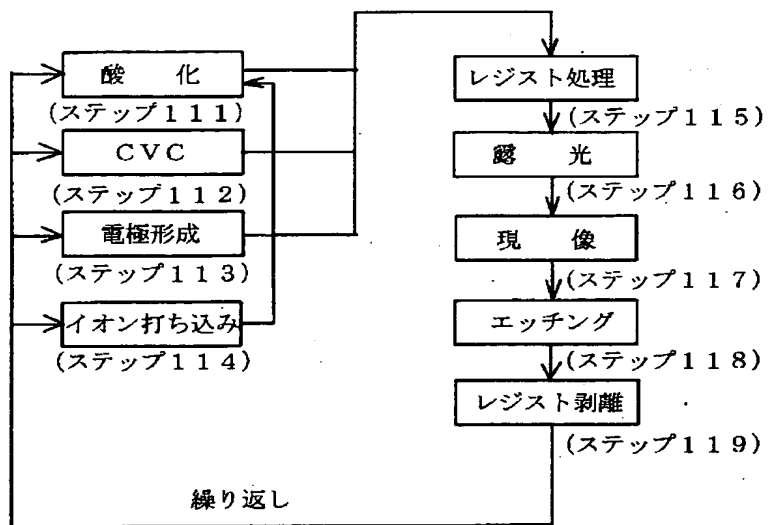 酸　化
(ステップ１１１)
ＣＶＣ
(ステップ１１２)
電極形成
(ステップ１１３)
イオン打ち込み
(ステップ１１４)
レジスト処理
(ステップ１１５)
露　光
(ステップ１１６)
現　像
(ステップ１１７)
エッチング
(ステップ１１８)
レジスト剥離
(ステップ１１９)
繰り返し